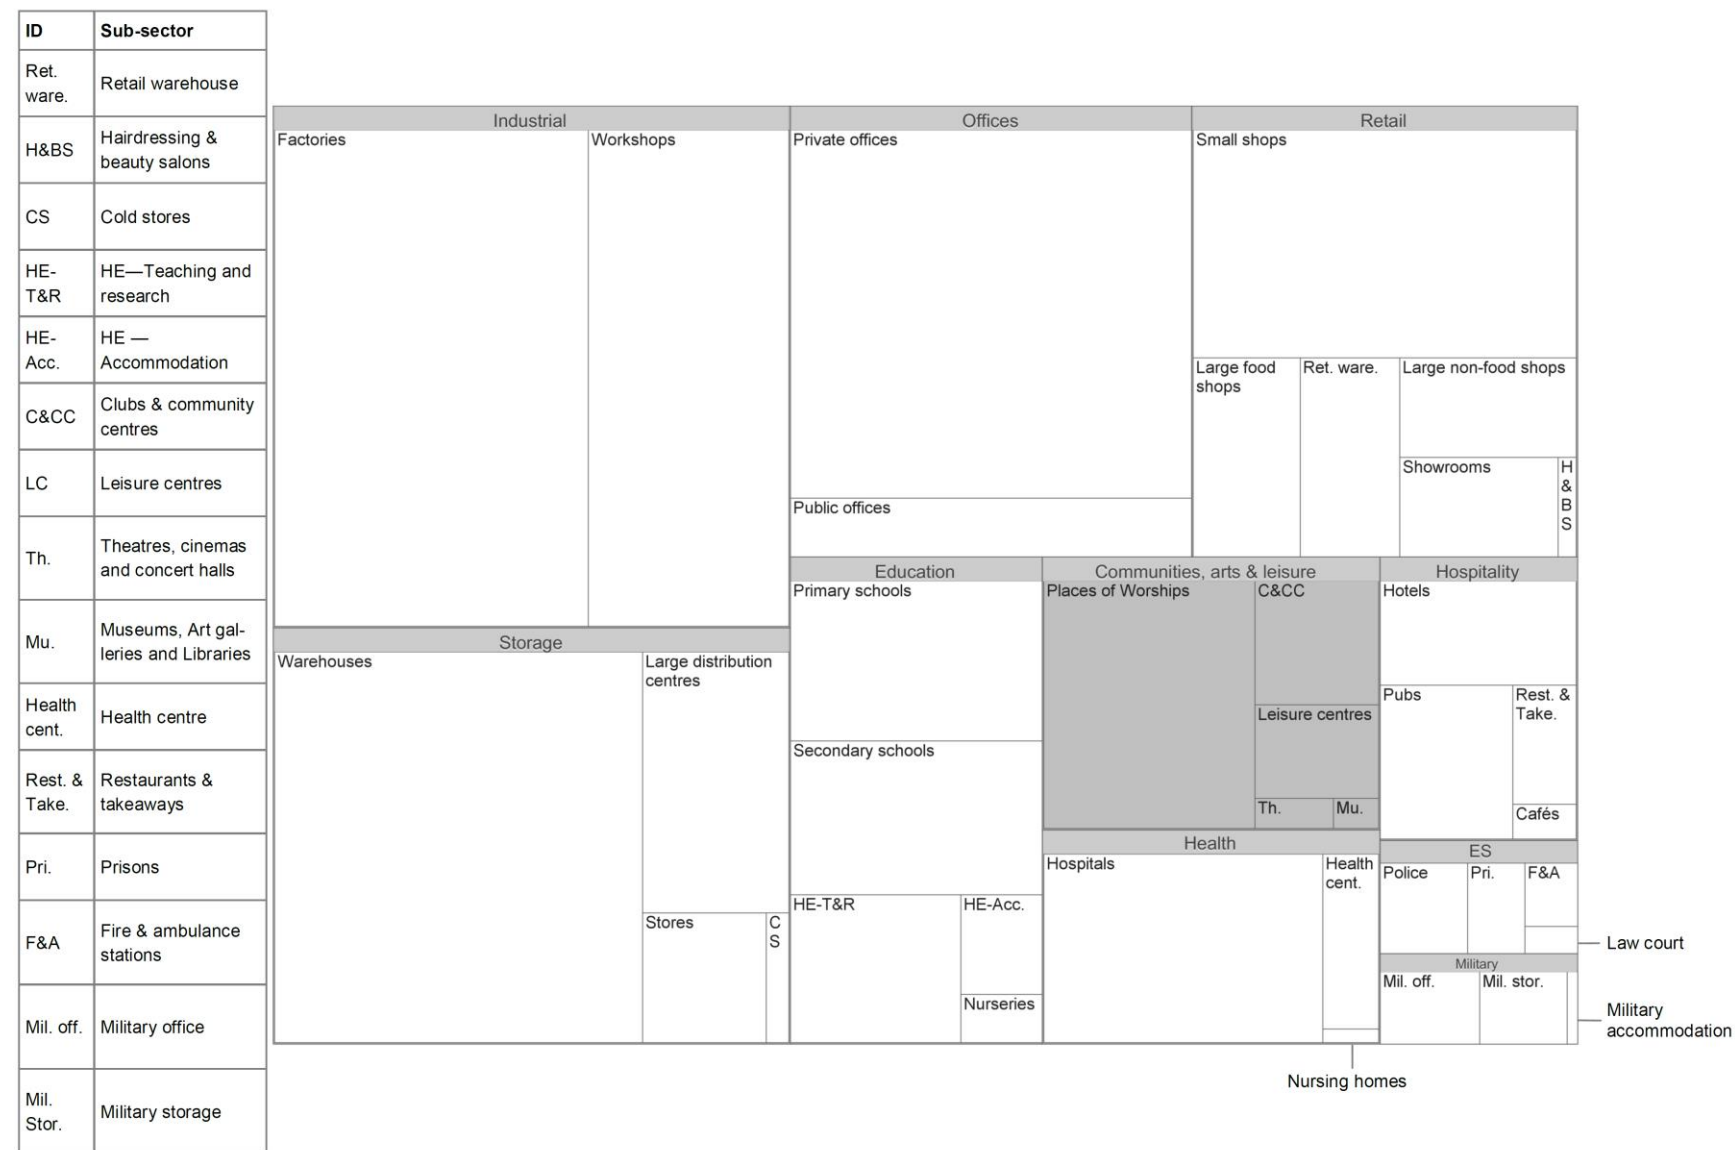 ID Sub-sector
Ret.
ware.
Retail warehouse
H&BS
Hairdressing &
beauty salons
CS
Cold stores
HE-
T&R
HE—Teaching and
research
HE-
Acc.
HE —
Accommodation
C&CC
Clubs & community
centres
LC
Leisure centres
Th.
Theatres, cinemas
and concert halls
Mu.
Museums, Art gal-
leries and Libraries
Health
cent.
Health centre
Rest. &
Take.
Restaurants &
takeaways
Pri.
Prisons
F&A
Fire & ambulance
stations
Mil. off.
Military office
Mil.
Stor.
Military storage
Industrial
Factories
Workshops
Offices
Private offices
Public offices
Retail
Small shops
Large food
shops
Ret. ware.
Large non-food shops
Showrooms
H
&
B
S
Storage
Warehouses
Large distribution
centres
Stores
C
S
Education
Primary schools
Secondary schools
HE-T&R
HE-Acc.
Nurseries
Communities, arts & leisure
Places of Worships
C&CC
Leisure centres
Th.
Mu.
Health
Hospitals
Health
cent.
Nursing homes
Hospitality
Hotels
Pubs
Rest. &
Take.
Cafés
ES
Police
Pri.
F&A
Law court
Military
Mil. off.
Mil. stor.
Military
accommodation